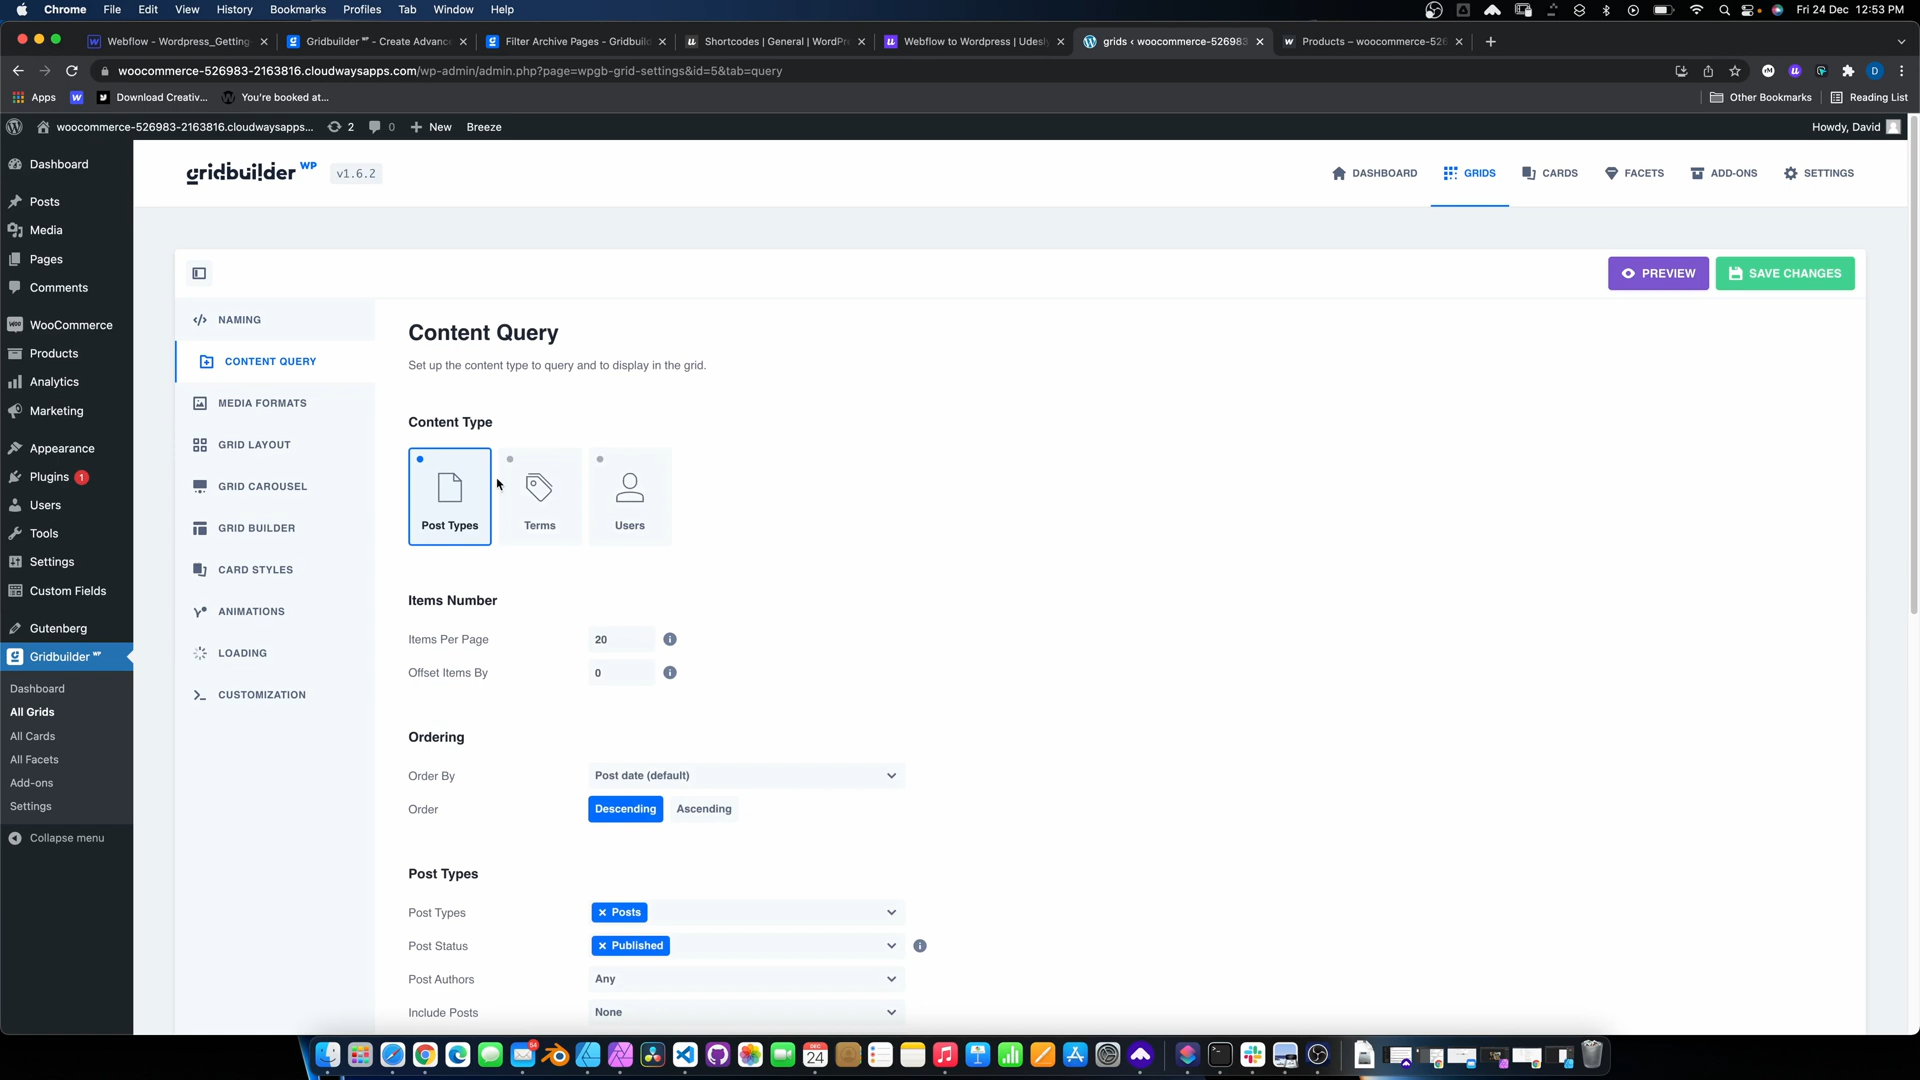 Chrome File Edit View History Bookmarks Profiles Tab Window Help Fri 24 Dec 12:53 PM
Webflow - Wordpress_Getting Gridbuilder ᵂᴾ - Create Advanc Filter Archive Pages - Gridbuild Shortcodes | General | WordPr Webflow to Wordpress | Udesly grids ‹ woocommerce-526983 Products – woocommerce-526
woocommerce-526983-2163816.cloudwaysapps.com/wp-admin/admin.php?page=wpgb-grid-settings&id=5&tab=query
Apps Download Creativ... You're booked at... Other Bookmarks Reading List
woocommerce-526983-2163816.cloudwaysapps... 2 0 New Breeze Howdy, David
Dashboard
Posts
Media
Pages
Comments
WooCommerce
Products
Analytics
Marketing
Appearance
Plugins 1
Users
Tools
Settings
Custom Fields
Gutenberg
Gridbuilder ᵂᴾ
Dashboard
All Grids
All Cards
All Facets
Add-ons
Settings
Collapse menu
gridbuilder WP v1.6.2
DASHBOARD GRIDS CARDS FACETS ADD-ONS SETTINGS
PREVIEW SAVE CHANGES
NAMING
CONTENT QUERY
MEDIA FORMATS
GRID LAYOUT
GRID CAROUSEL
GRID BUILDER
CARD STYLES
ANIMATIONS
LOADING
CUSTOMIZATION
Content Query
Set up the content type to query and to display in the grid.
Content Type
Post Types Terms Users
Items Number
Items Per Page 20
Offset Items By 0
Ordering
Order By Post date (default)
Order Descending Ascending
Post Types
Post Types × Posts
Post Status × Published
Post Authors Any
Include Posts None